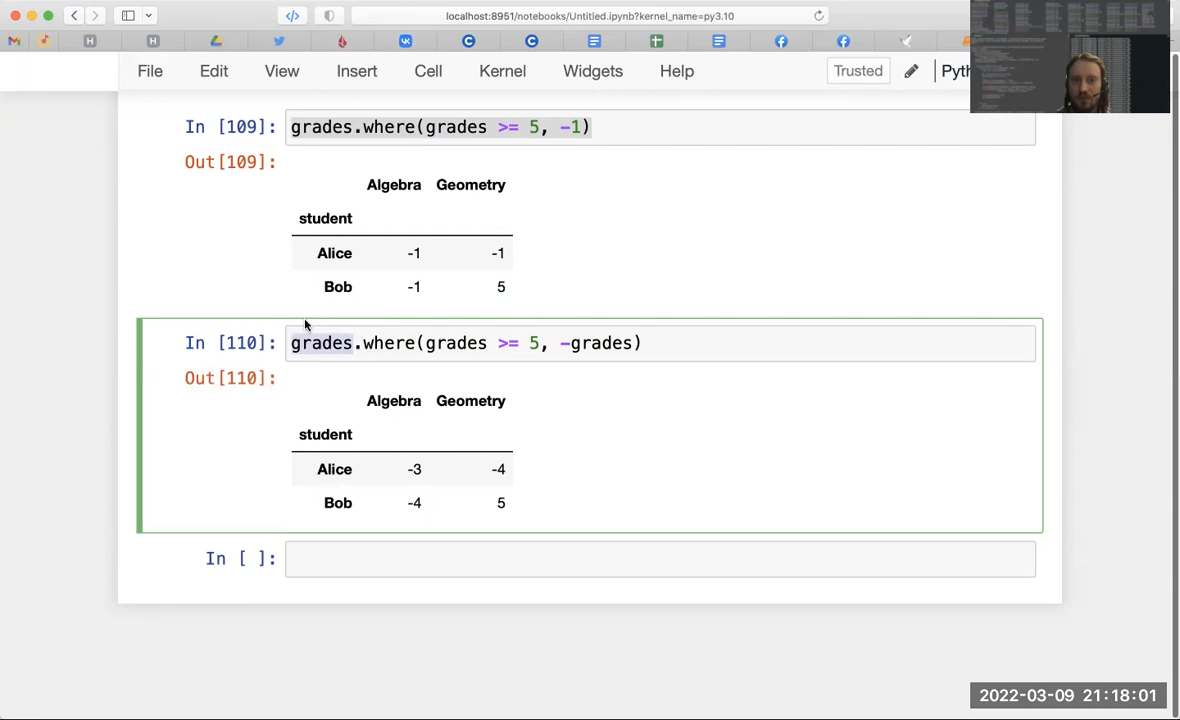 localhost:8951/notebooks/Untitled.ipynb?kernel_name=py3.10
File Edit View Insert Cell Kernel Widgets Help Trusted Pyth
In [109]: grades.where(grades >= 5, -1)
Out[109]:
Algebra Geometry
student
Alice -1 -1
Bob -1 5
In [110]: grades.where(grades >= 5, -grades)
Out[110]:
Algebra Geometry
student
Alice -3 -4
Bob -4 5
In [ ]:
2022-03-09 21:18:01